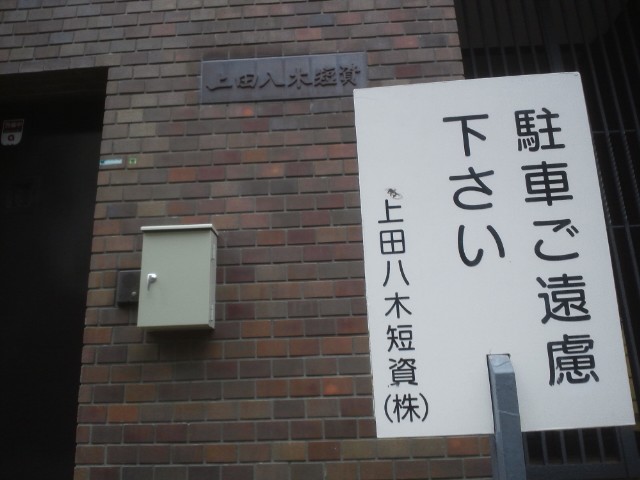 上田八木短資
駐車ご遠慮
下さい
上田八木短資(株)